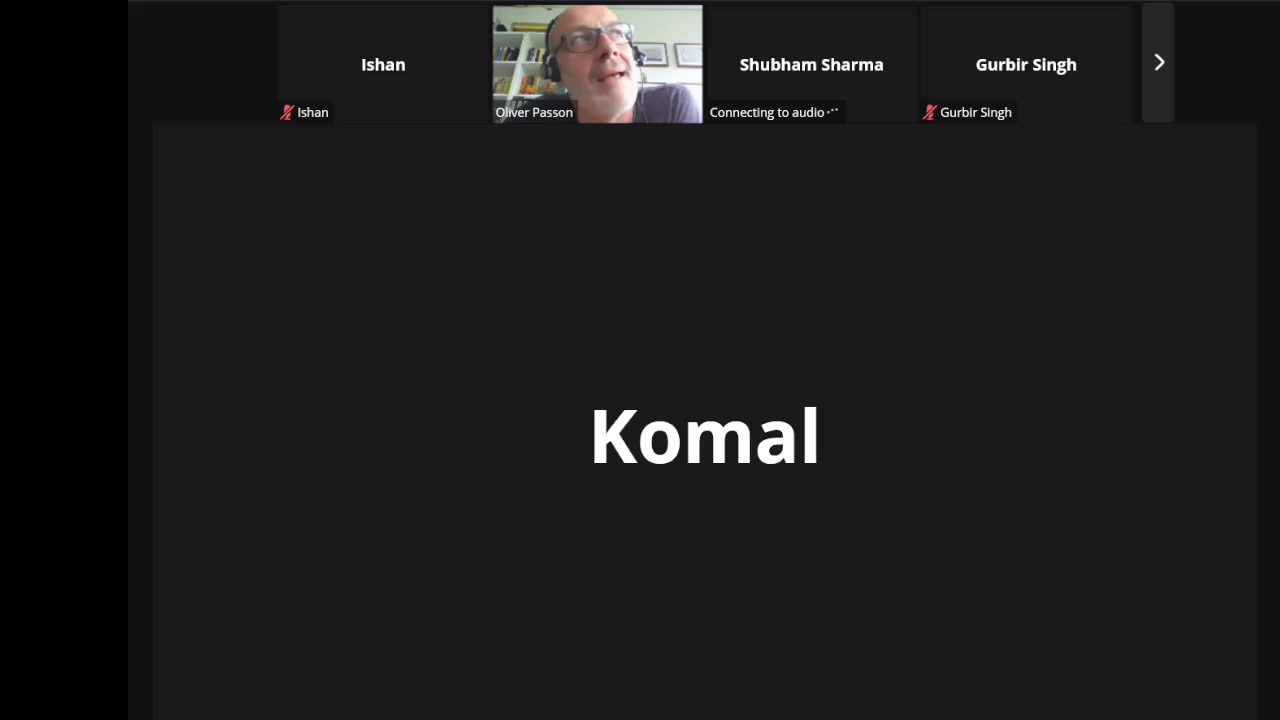 Ishan
Shubham Sharma
Gurbir Singh
Ishan
Oliver Passon
Connecting to audio
Gurbir Singh
Komal